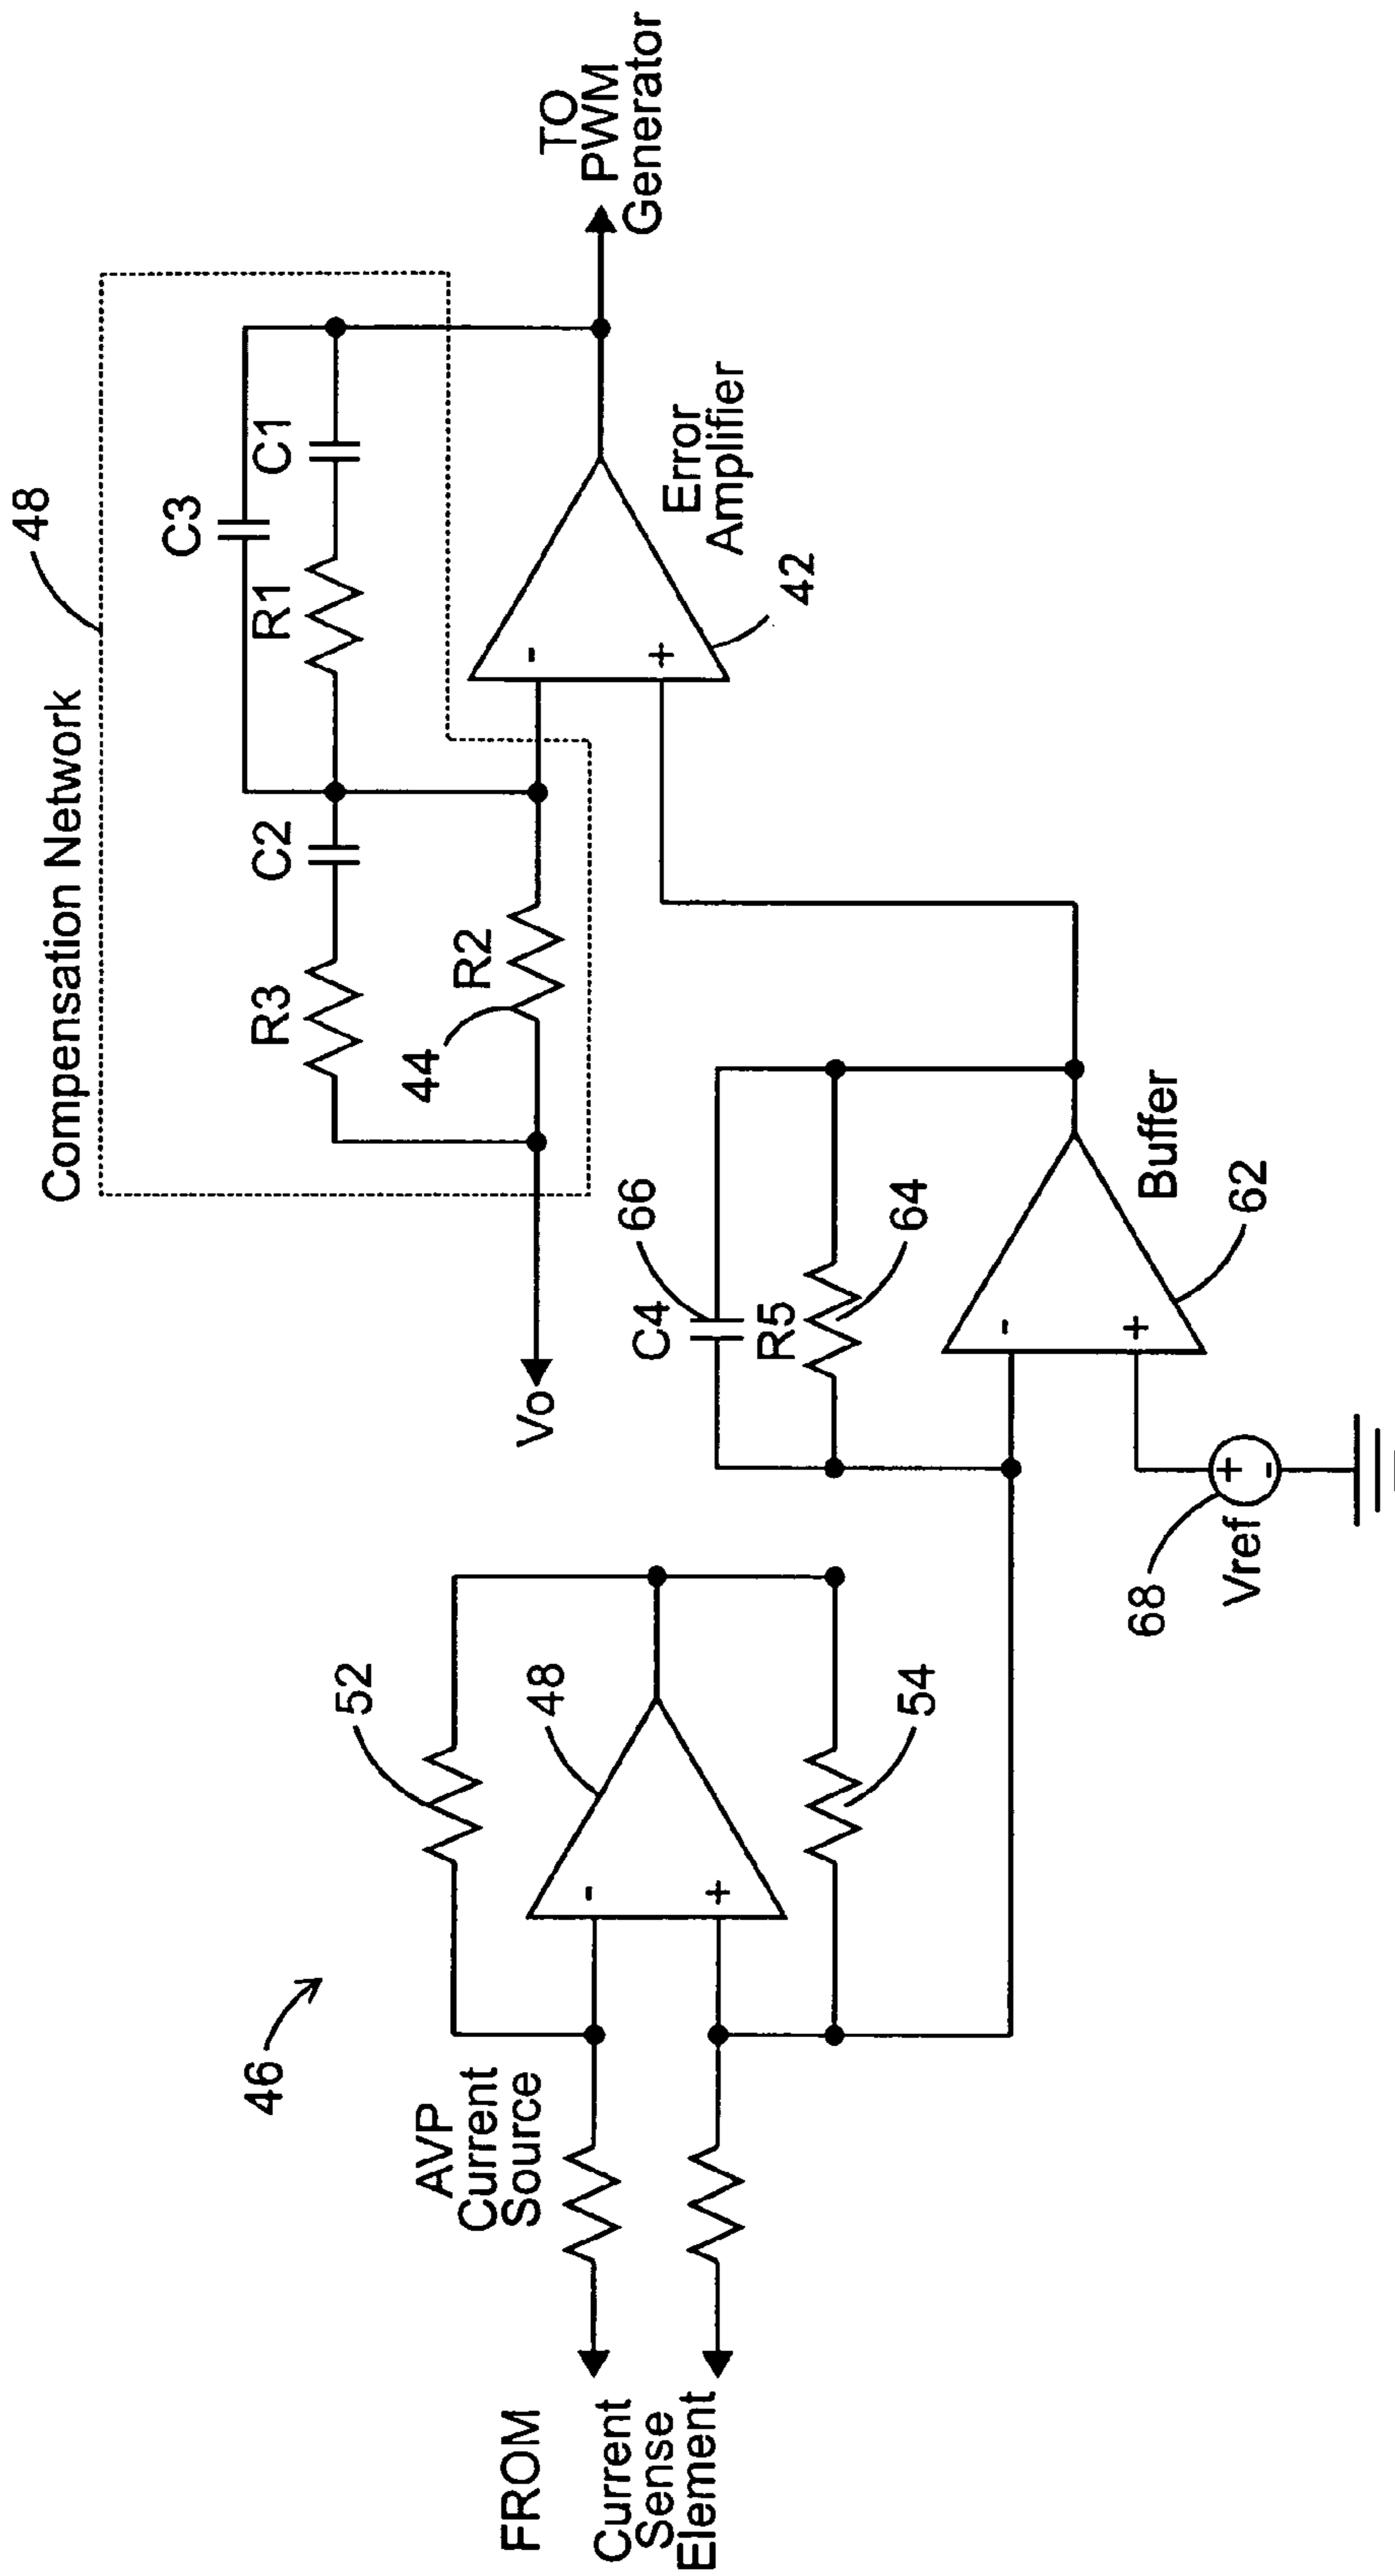 48
Compensation Network
C3
R3
C2
R1
C1
44
R2
-
+
Error
Amplifier
42
TO
PWM
Generator
Vo
46
AVP
Current
Source
52
-
+
48
54
FROM
Current
Sense
Element
C4
66
R5
64
-
+
Buffer
62
68
+
-
Vref